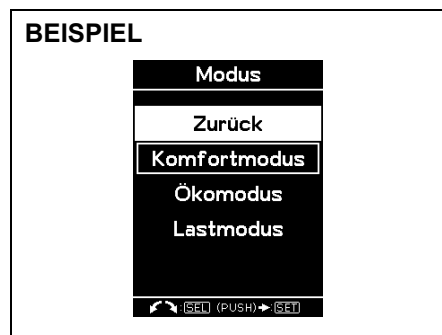 BEISPIEL
Modus
Zurück
Komfortmodus
Ökomodus
Lastmodus
:SEL (PUSH)➔:SET